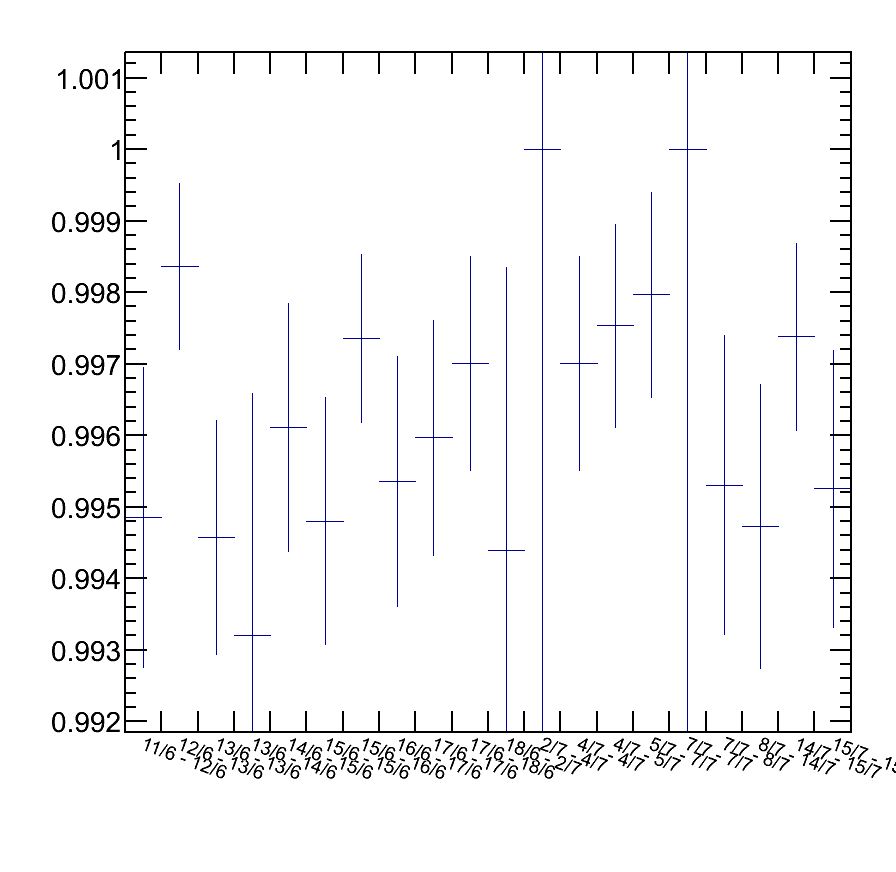 1.001
1
0.999
0.998
0.997
0.996
0.995
0.994
0.993
0.992
11/6 - 12/6
12/6 - 13/6
13/6 - 13/6
13/6 - 14/6
14/6 - 15/6
15/6 - 15/6
15/6 - 16/6
16/6 - 17/6
17/6 - 17/6
17/6 - 18/6
18/6 - 2/7
2/7 - 4/7
4/7 - 4/7
4/7 - 5/7
5/7 - 7/7
7/7 - 7/7
7/7 - 8/7
8/7 - 14/7
14/7 - 15/7
15/7 -